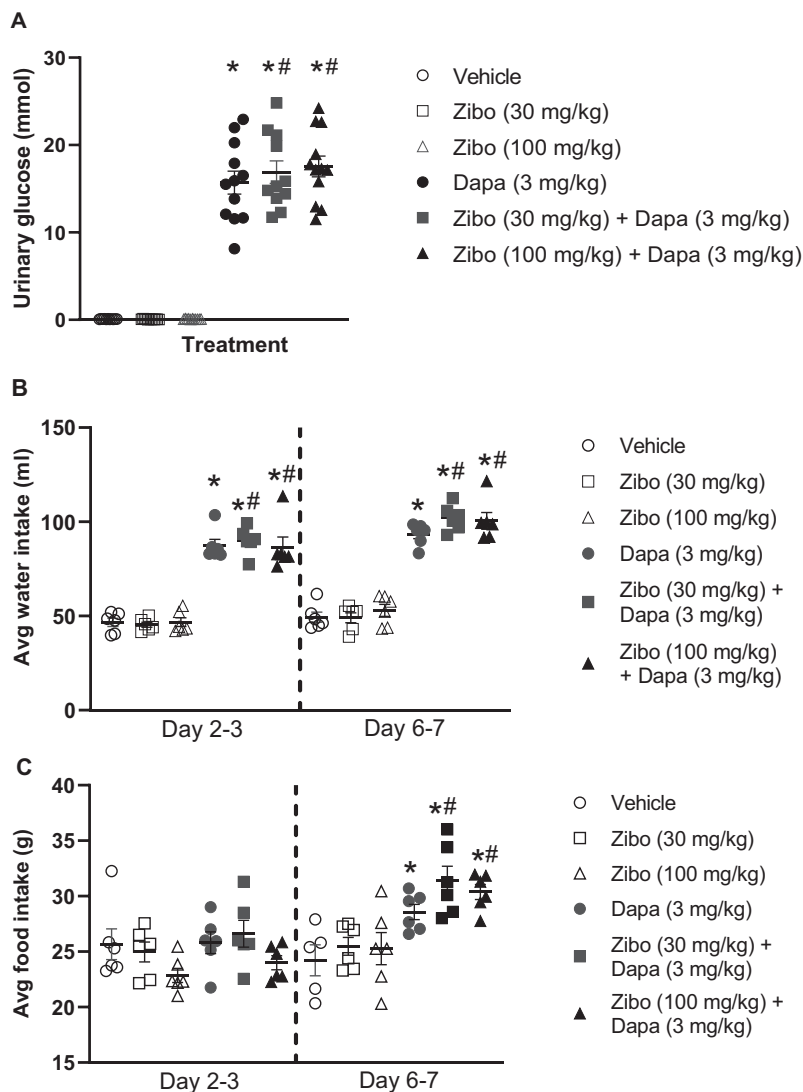 A
Urinary glucose (mmol)
30
20
10
0
* *# *#
Treatment
Vehicle
Zibo (30 mg/kg)
Zibo (100 mg/kg)
Dapa (3 mg/kg)
Zibo (30 mg/kg) + Dapa (3 mg/kg)
Zibo (100 mg/kg) + Dapa (3 mg/kg)
B
Avg water intake (ml)
150
100
50
0
* *# *# * *# *#
Day 2-3 Day 6-7
Vehicle
Zibo (30 mg/kg)
Zibo (100 mg/kg)
Dapa (3 mg/kg)
Zibo (30 mg/kg) +
Dapa (3 mg/kg)
Zibo (100 mg/kg)
+ Dapa (3 mg/kg)
C
Avg food intake (g)
40
35
30
25
20
15
* *# *#
Day 2-3 Day 6-7
Vehicle
Zibo (30 mg/kg)
Zibo (100 mg/kg)
Dapa (3 mg/kg)
Zibo (30 mg/kg) +
Dapa (3 mg/kg)
Zibo (100 mg/kg) +
Dapa (3 mg/kg)